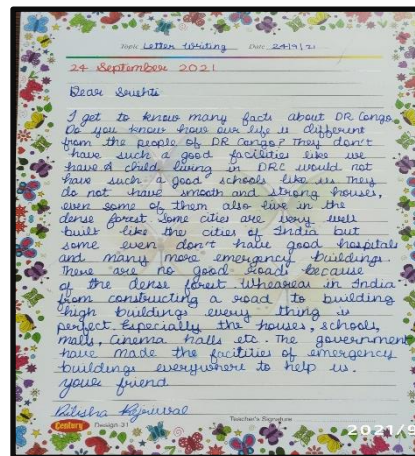 Topic Letter Writing Date 24/9/21
24 September 2021
Dear Srushti
I get to know many facts about DR Congo.
Do you know how our life is different
from the people of DR Congo? They don't
have such a good facilities like we
have. A child living in DRC would not
have such a good schools like us. They
do not have smooth and strong houses,
even some of them also live in the
dense forest. Some cities are very well
built like the cities of India but
some even don't have good hospitals
and many more emergency buildings.
There are no good roads because
of the dense forest. Wheareas in India
from constructing a road to building
high buildings every thing is
perfect. Especially the houses, schools,
malls, cinema halls etc. The government
have made the facilities of emergency
buildings everywhere to help us.
your friend
Teacher's Signature
Century Design 21
2021/9